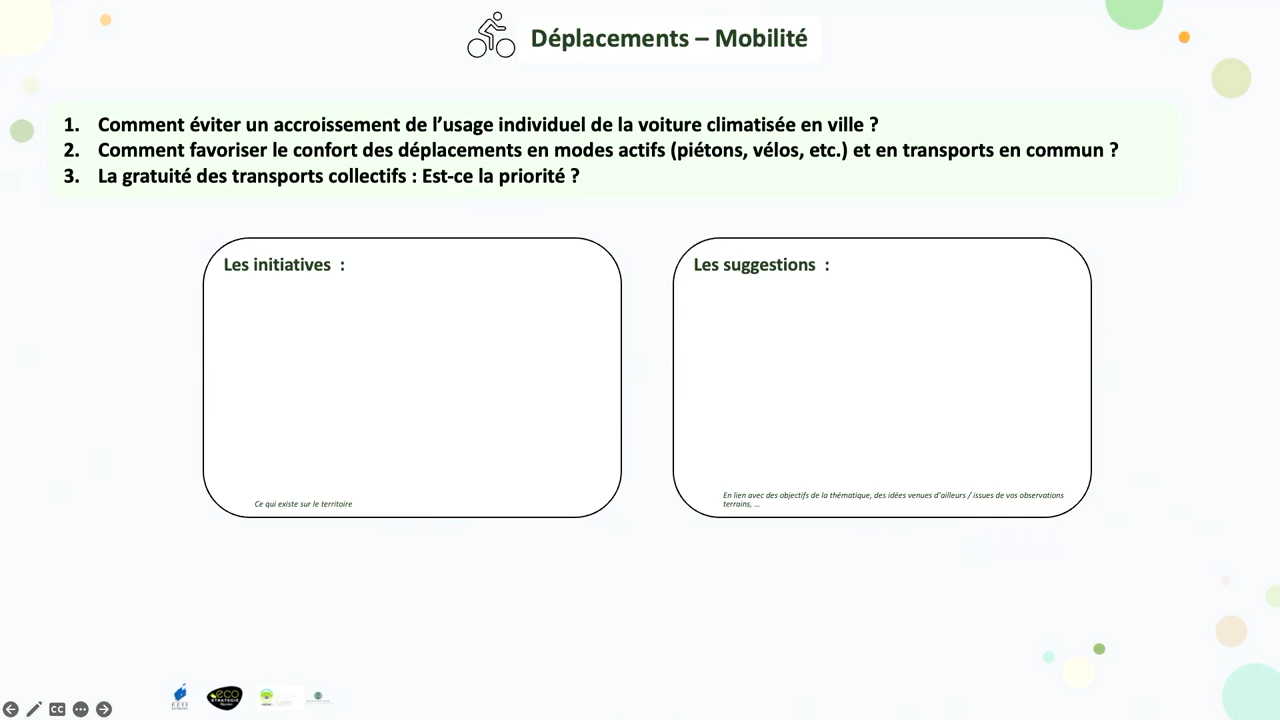 Déplacements – Mobilité
1. Comment éviter un accroissement de l’usage individuel de la voiture climatisée en ville ?
2. Comment favoriser le confort des déplacements en modes actifs (piétons, vélos, etc.) et en transports en commun ?
3. La gratuité des transports collectifs : Est-ce la priorité ?
Les initiatives :
Ce qui existe sur le territoire
Les suggestions :
En lien avec des objectifs de la thématique, des idées venues d’ailleurs / issues de vos observations
terrains, ...
CC
eco
STRATEGIE